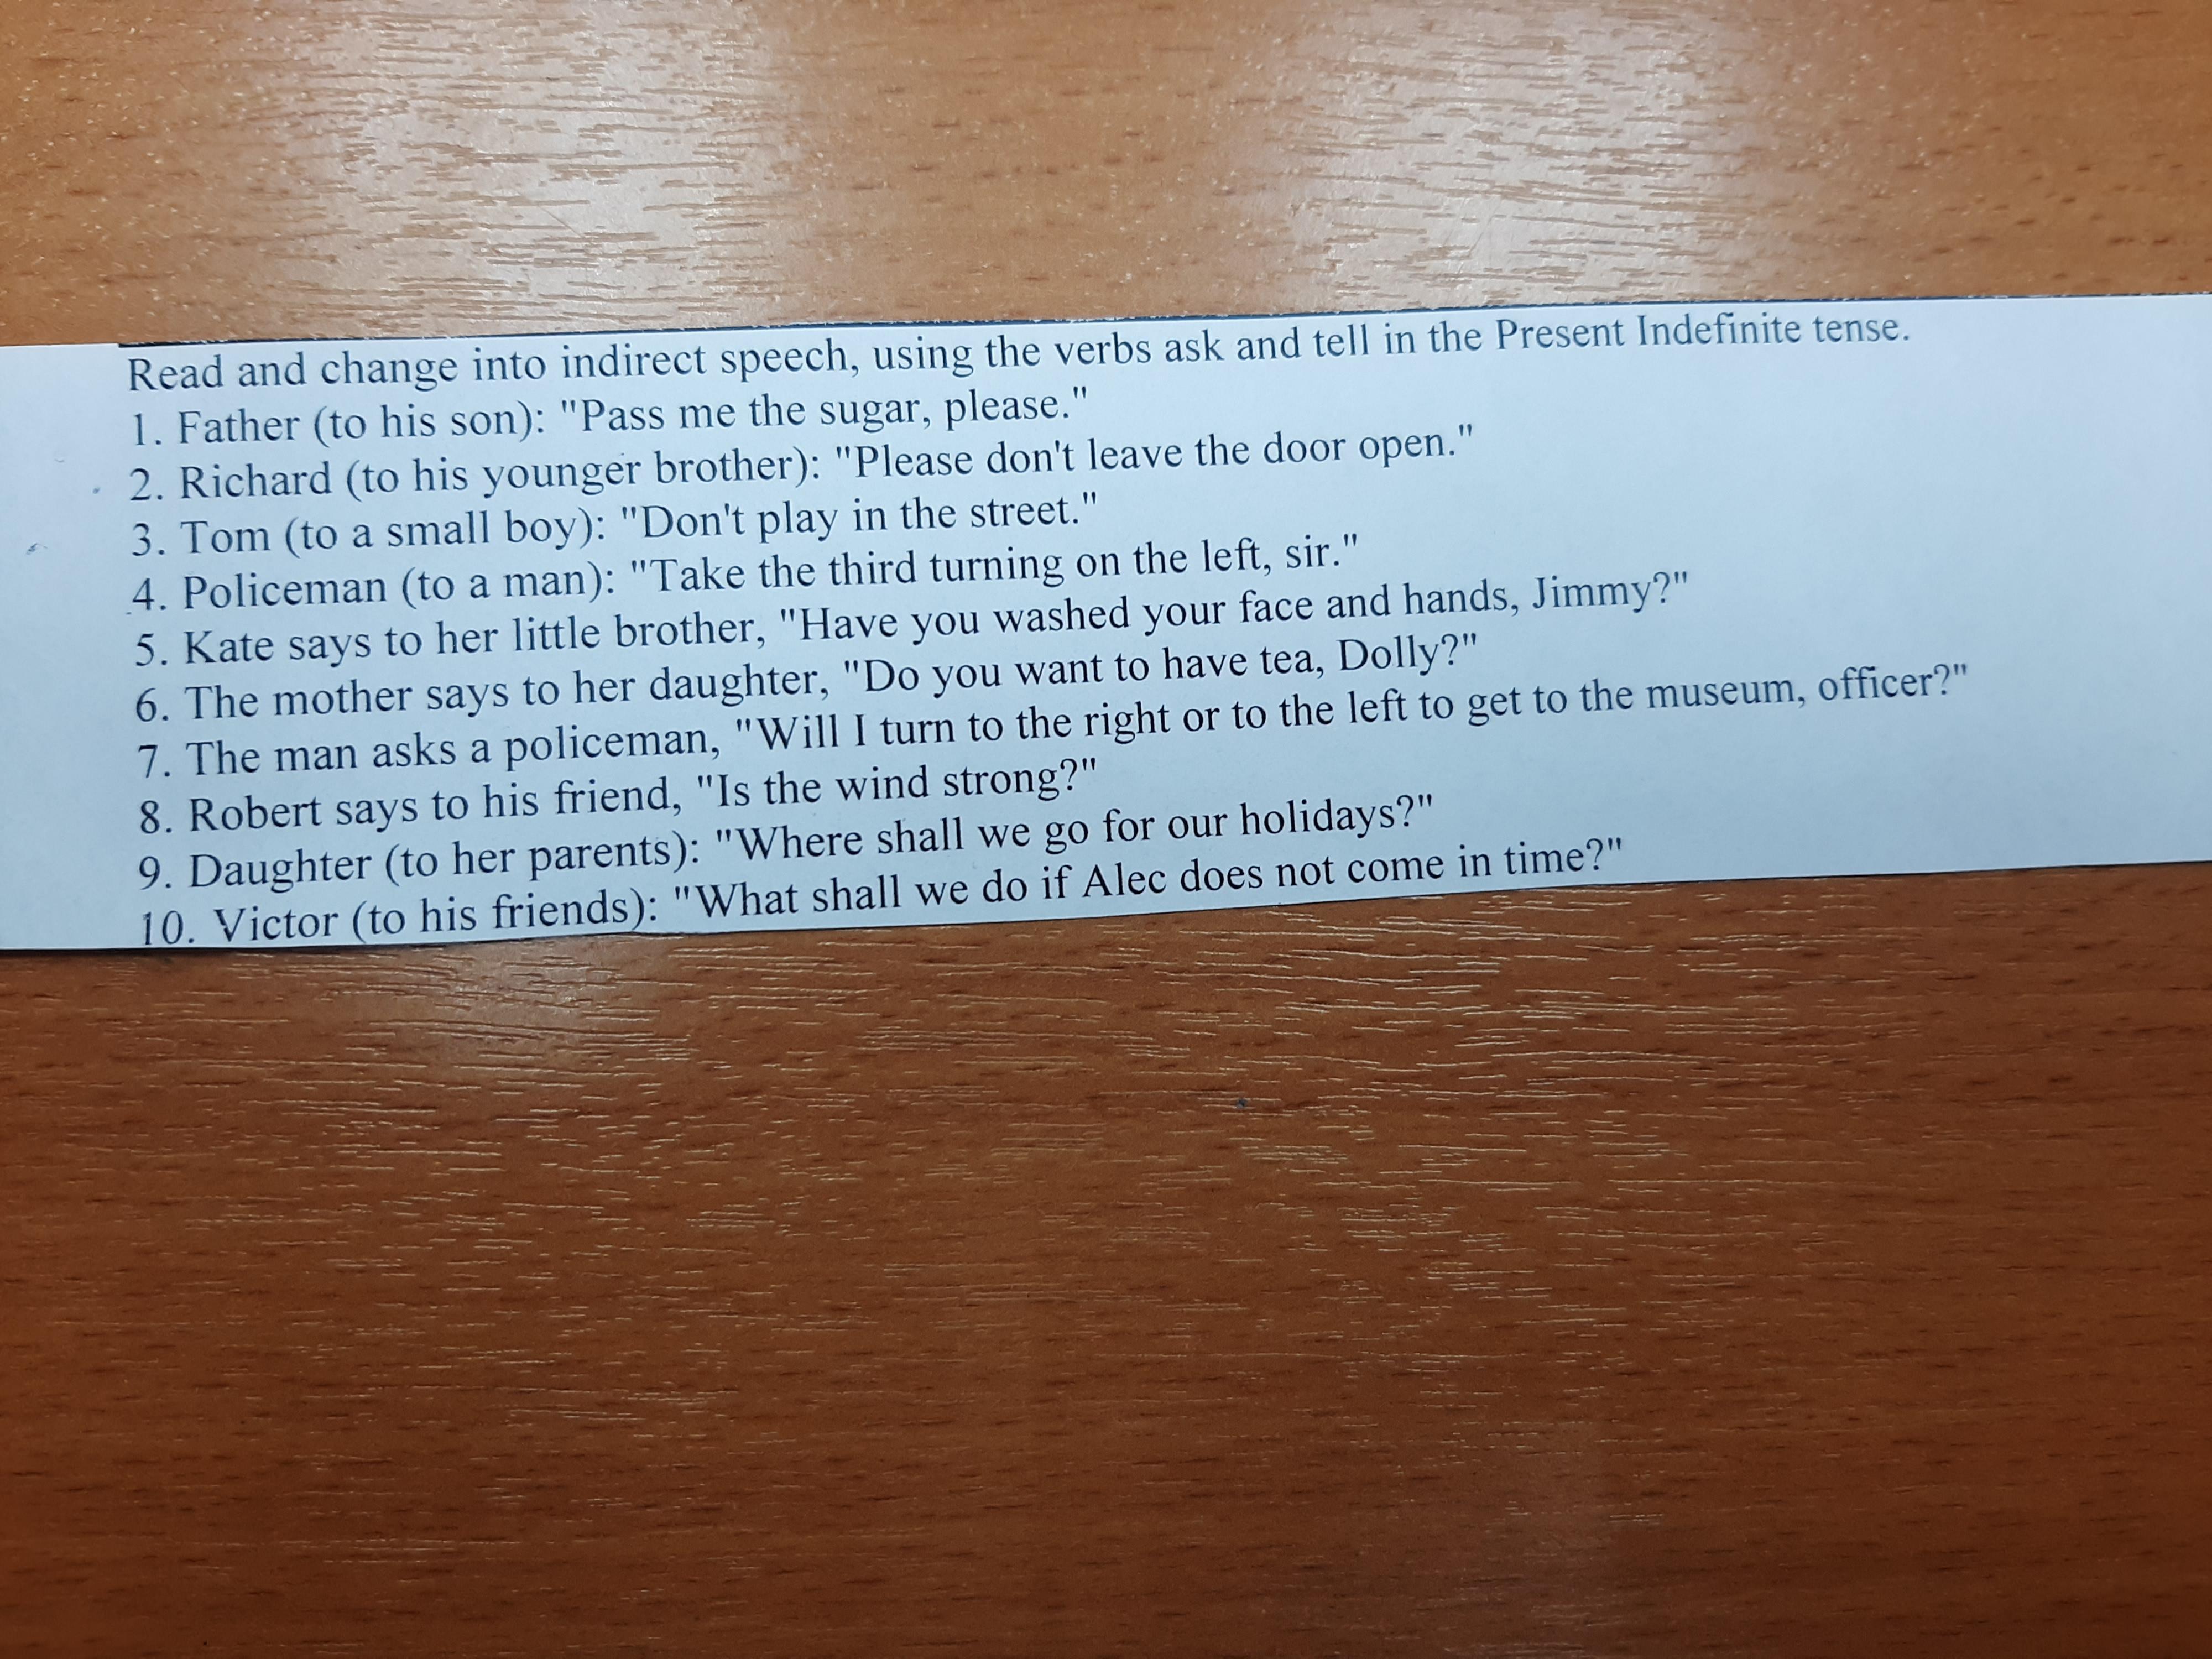 Read and change into indirect speech, using the verbs ask and tell in the Present Indefinite tense.
1. Father (to his son): "Pass me the sugar, please."
2. Richard (to his younger brother): "Please don't leave the door open."
3. Tom (to a small boy): "Don't play in the street."
4. Policeman (to a man): "Take the third turning on the left, sir."
5. Kate says to her little brother, "Have you washed your face and hands, Jimmy?"
6. The mother says to her daughter, "Do you want to have tea, Dolly?"
7. The man asks a policeman, "Will I turn to the right or to the left to get to the museum, officer?"
8. Robert says to his friend, "Is the wind strong?"
9. Daughter (to her parents): "Where shall we go for our holidays?"
10. Victor (to his friends): "What shall we do if Alec does not come in time?"